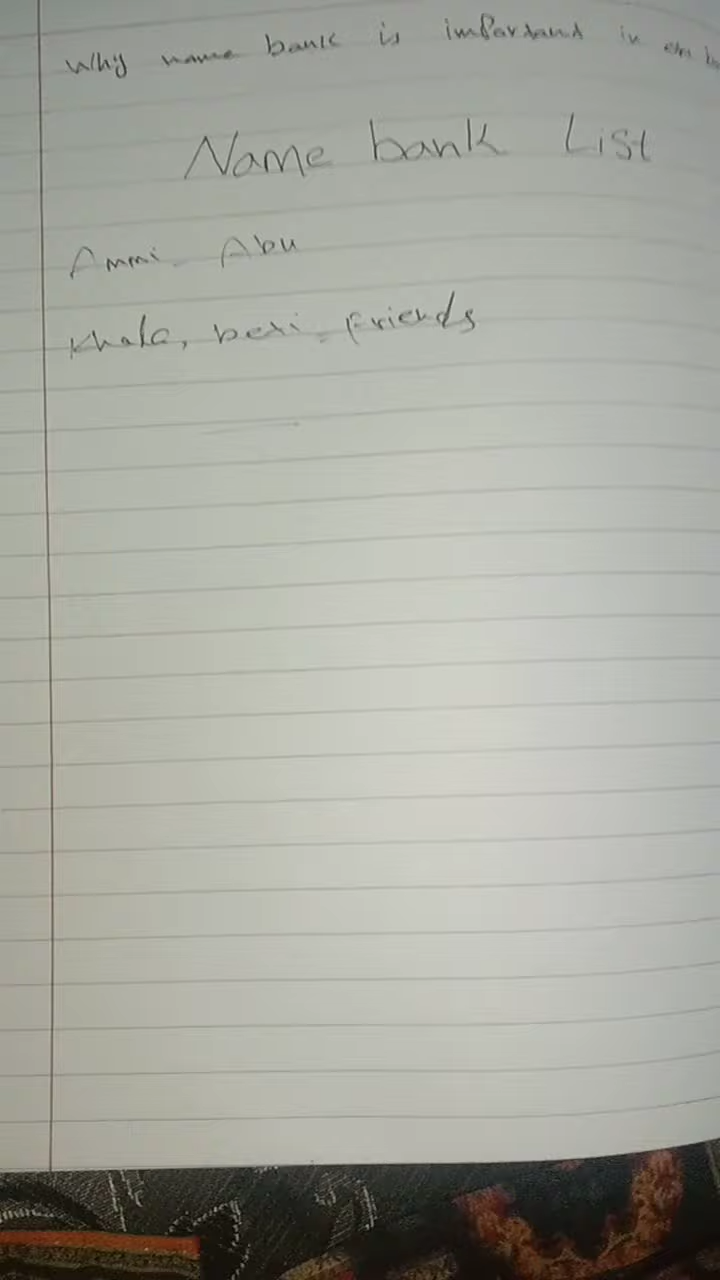 Why name bank is important in
Name bank List
Ammi Abu
Khala, beti friends